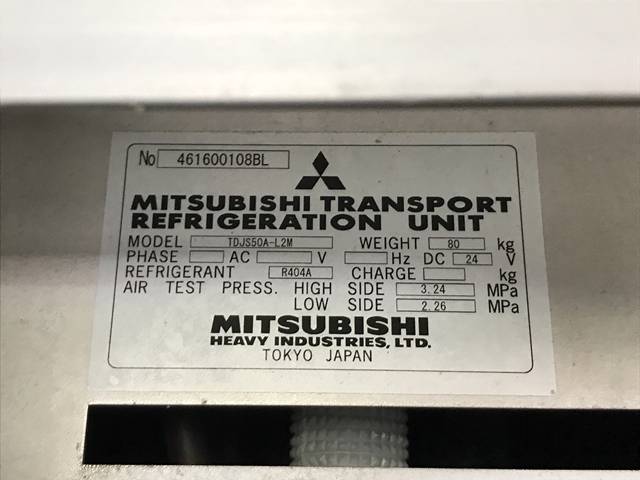 No 461600108BL
MITSUBISHI TRANSPORT
REFRIGERATION UNIT
MODEL TDJS50A-L2M WEIGHT 80 kg
PHASE AC V Hz DC 24 V
REFRIGERANT R404A CHARGE kg
AIR TEST PRESS. HIGH SIDE 3.24 MPa
LOW SIDE 2.26 MPa
MITSUBISHI
HEAVY INDUSTRIES, LTD.
TOKYO JAPAN